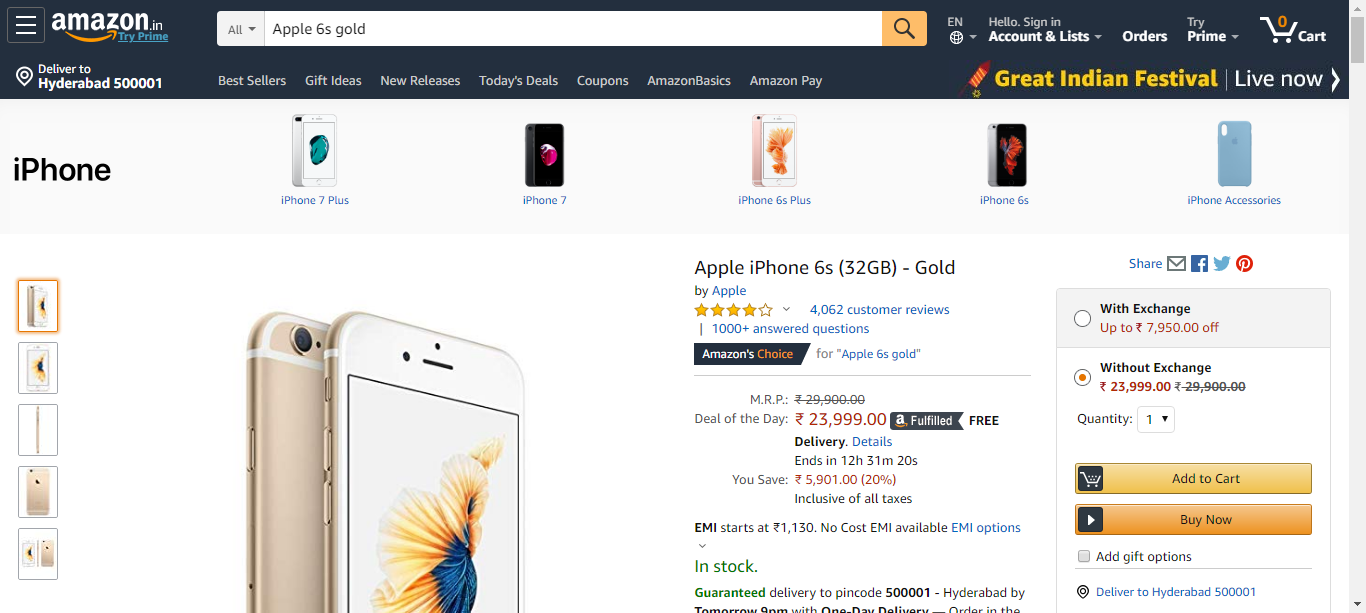 amazon.in
Try Prime
All
Apple 6s gold
EN
Hello. Sign in
Account & Lists
Orders
Try
Prime
0
Cart
Deliver to
Hyderabad 500001
Best Sellers Gift Ideas New Releases Today's Deals Coupons AmazonBasics Amazon Pay
Great Indian Festival | Live now
iPhone
iPhone 7 Plus
iPhone 7
iPhone 6s Plus
iPhone 6s
iPhone Accessories
Apple iPhone 6s (32GB) - Gold
by Apple
4,062 customer reviews
| 1000+ answered questions
Amazon's Choice for "Apple 6s gold"
M.R.P.: ₹ 29,900.00
Deal of the Day: ₹ 23,999.00 a Fulfilled FREE
Delivery. Details
Ends in 12h 31m 20s
You Save: ₹ 5,901.00 (20%)
Inclusive of all taxes
EMI starts at ₹1,130. No Cost EMI available EMI options
In stock.
Guaranteed delivery to pincode 500001 - Hyderabad by
Tomorrow 9pm with One-Day Delivery — Order in the
Share
With Exchange
Up to ₹ 7,950.00 off
Without Exchange
₹ 23,999.00 ₹ 29,900.00
Quantity: 1
Add to Cart
Buy Now
Add gift options
Deliver to Hyderabad 500001